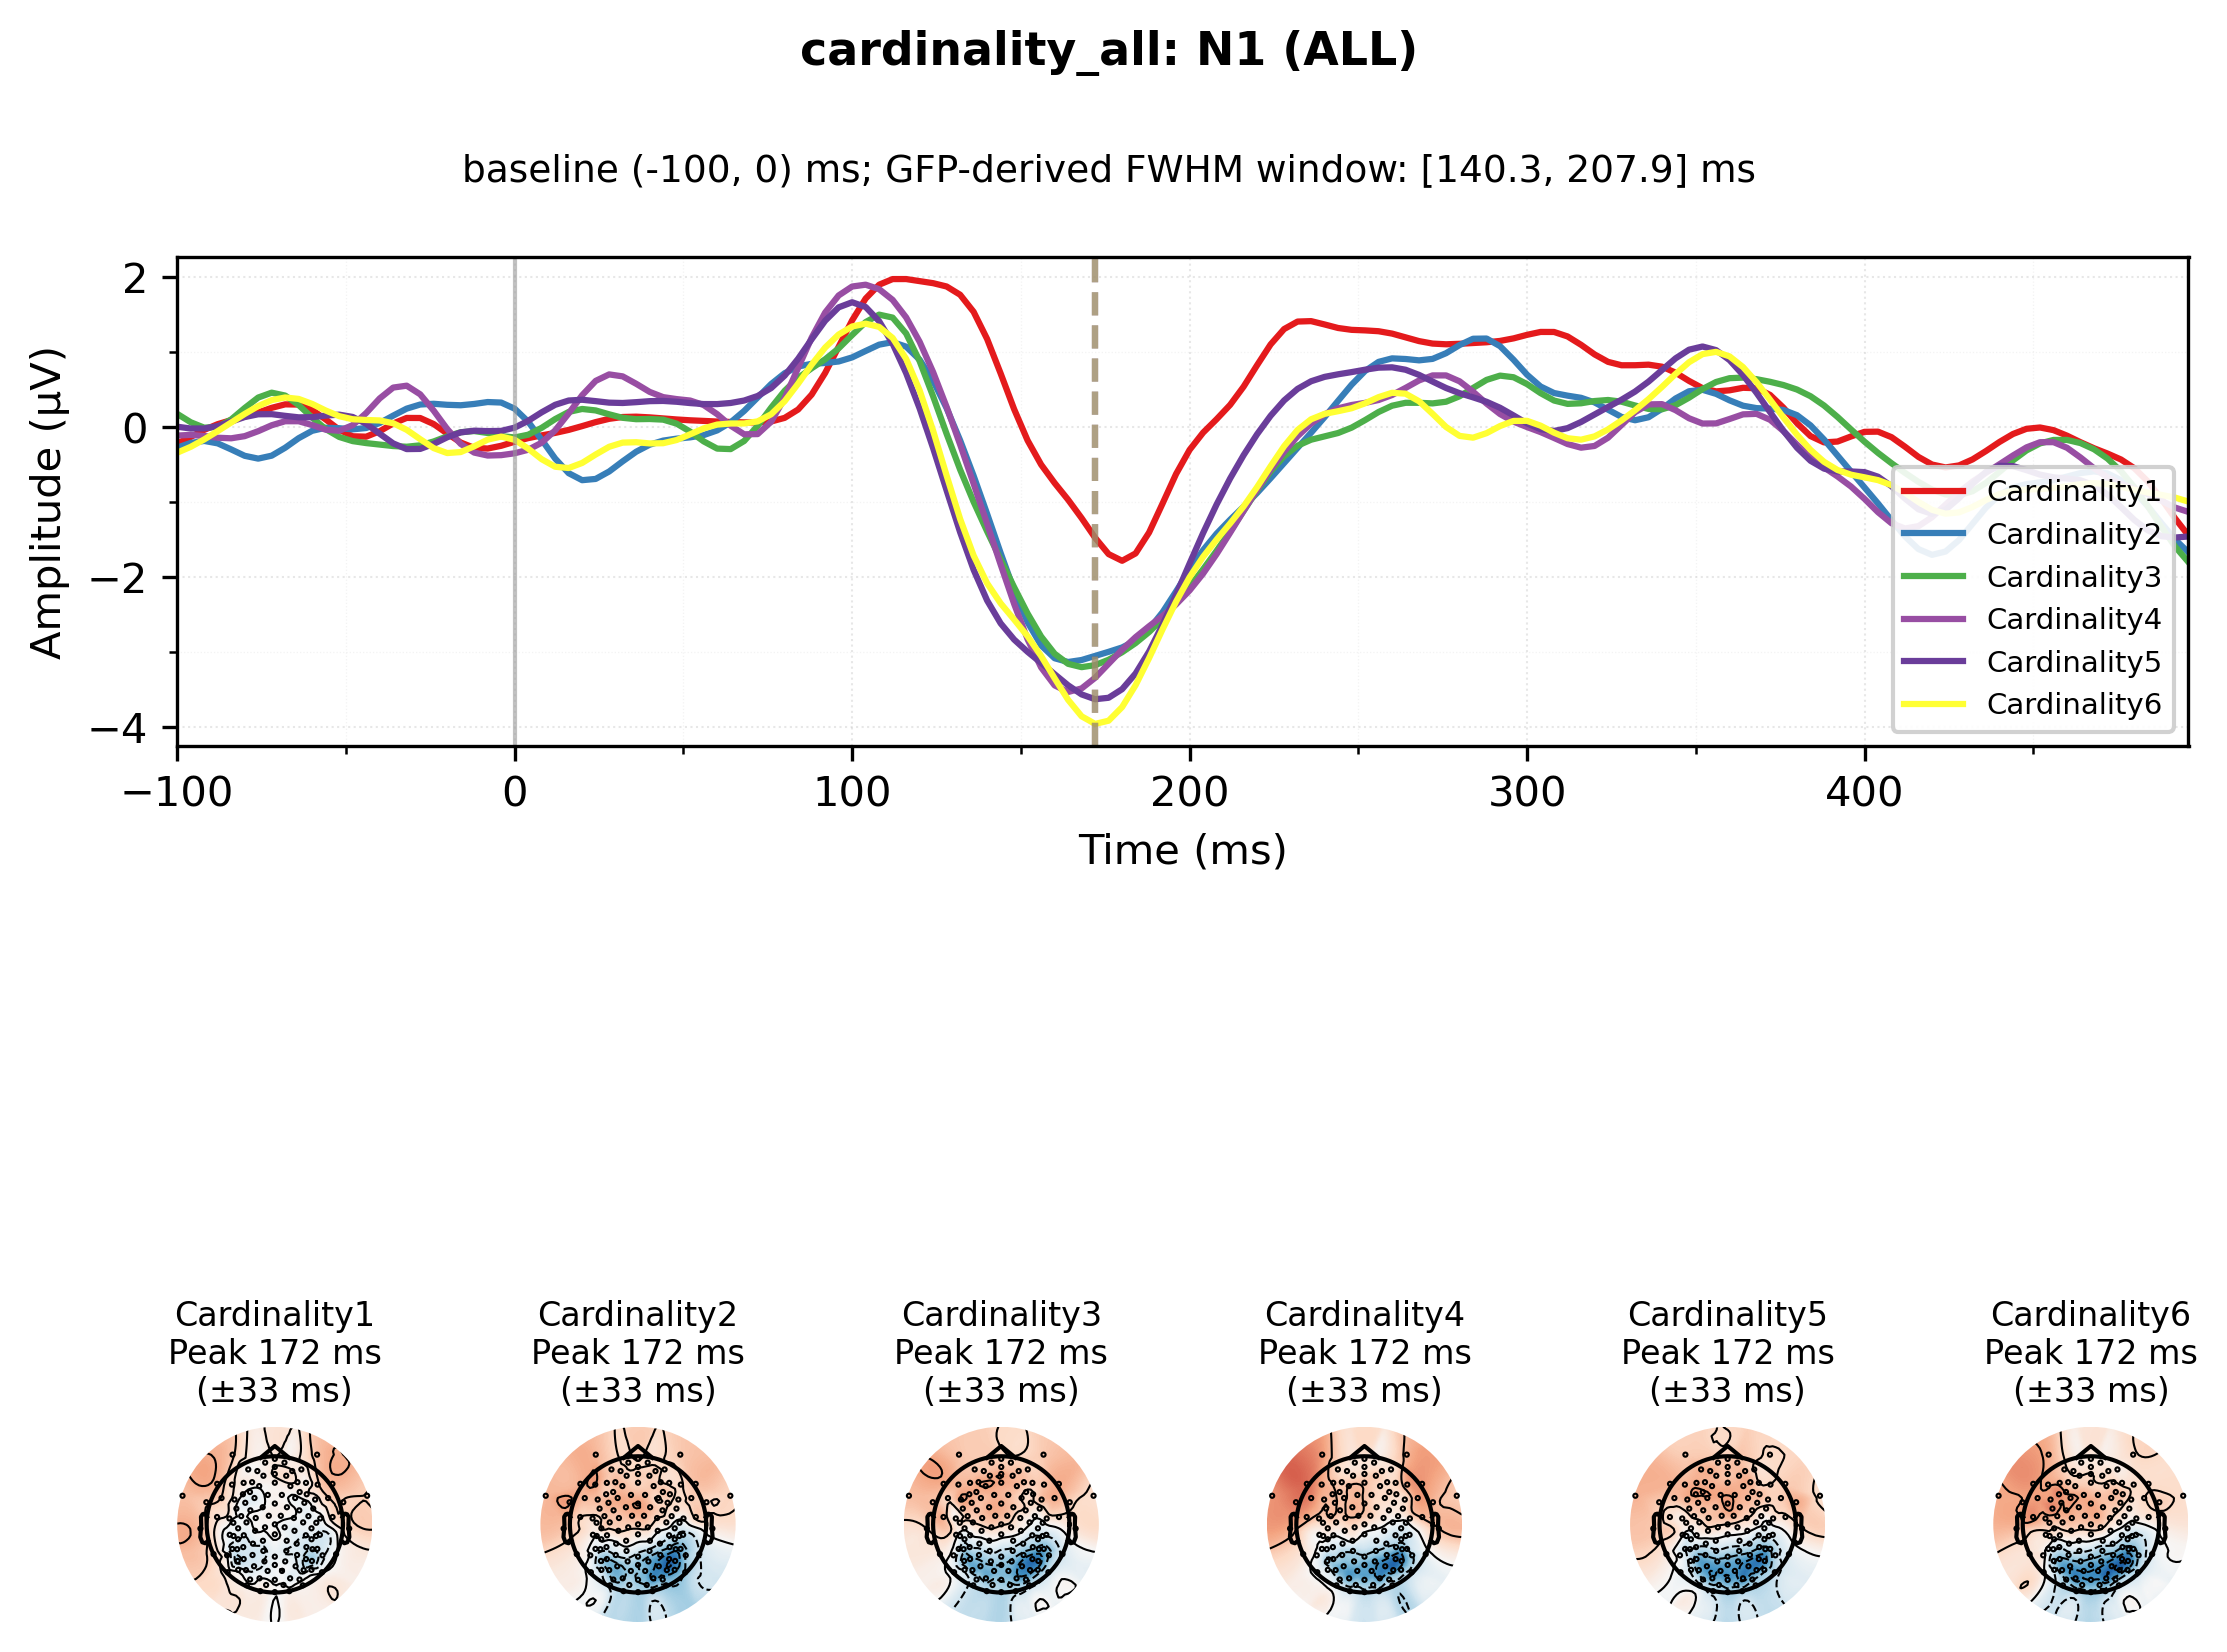 cardinality_all: N1 (ALL)
baseline (-100, 0) ms; GFP-derived FWHM window: [140.3, 207.9] ms
Amplitude (µV)
2
0
−2
−4
−100
0
100
200
300
400
Time (ms)
Cardinality1
Cardinality2
Cardinality3
Cardinality4
Cardinality5
Cardinality6
Cardinality1
Peak 172 ms
(±33 ms)
Cardinality2
Peak 172 ms
(±33 ms)
Cardinality3
Peak 172 ms
(±33 ms)
Cardinality4
Peak 172 ms
(±33 ms)
Cardinality5
Peak 172 ms
(±33 ms)
Cardinality6
Peak 172 ms
(±33 ms)